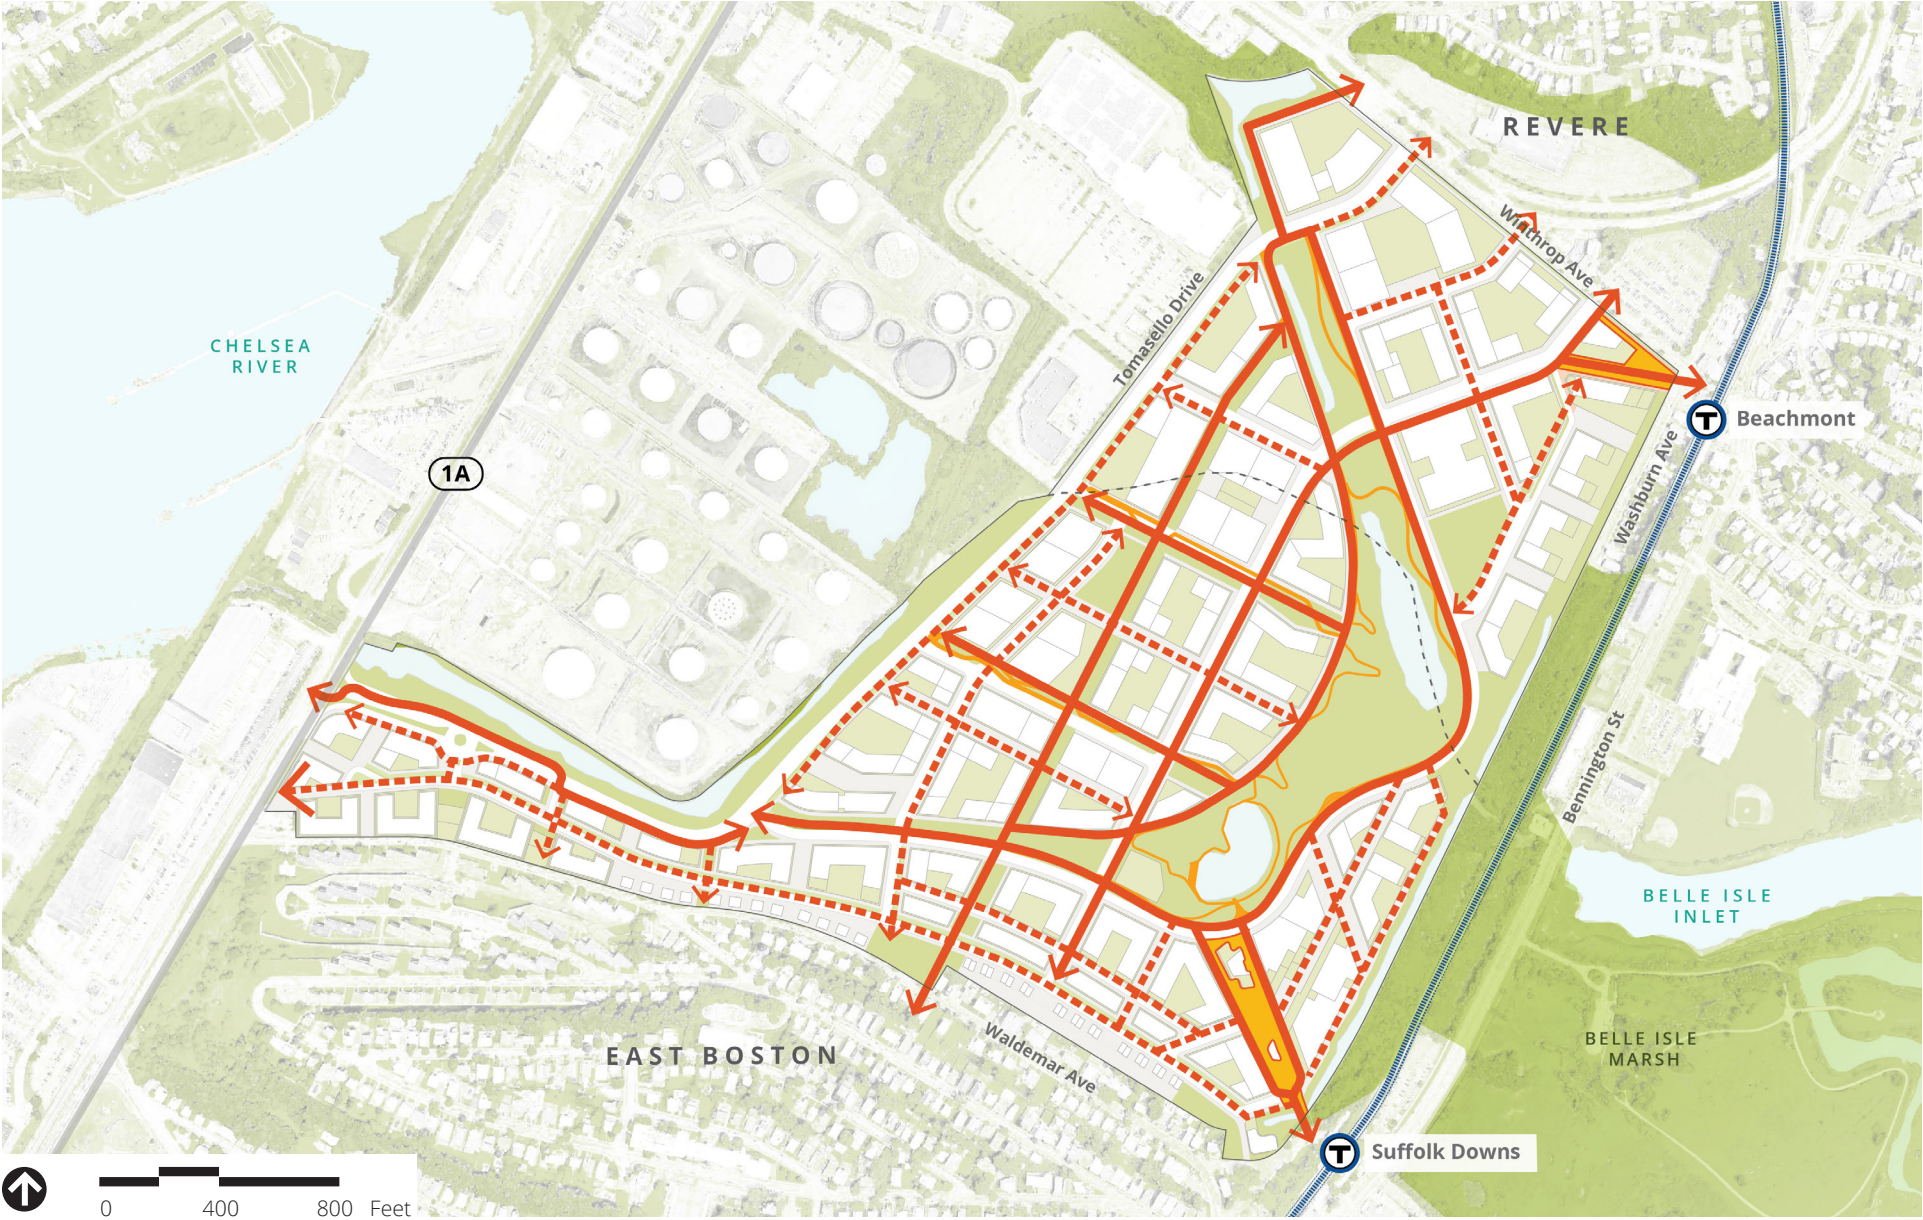 REVERE
Winthrop Ave
Tomasello Drive
CHELSEA
RIVER
T Beachmont
1A
Washburn Ave
Bennington St
BELLE ISLE
INLET
BELLE ISLE
MARSH
EAST BOSTON
Waldemar Ave
T Suffolk Downs
0 400 800 Feet